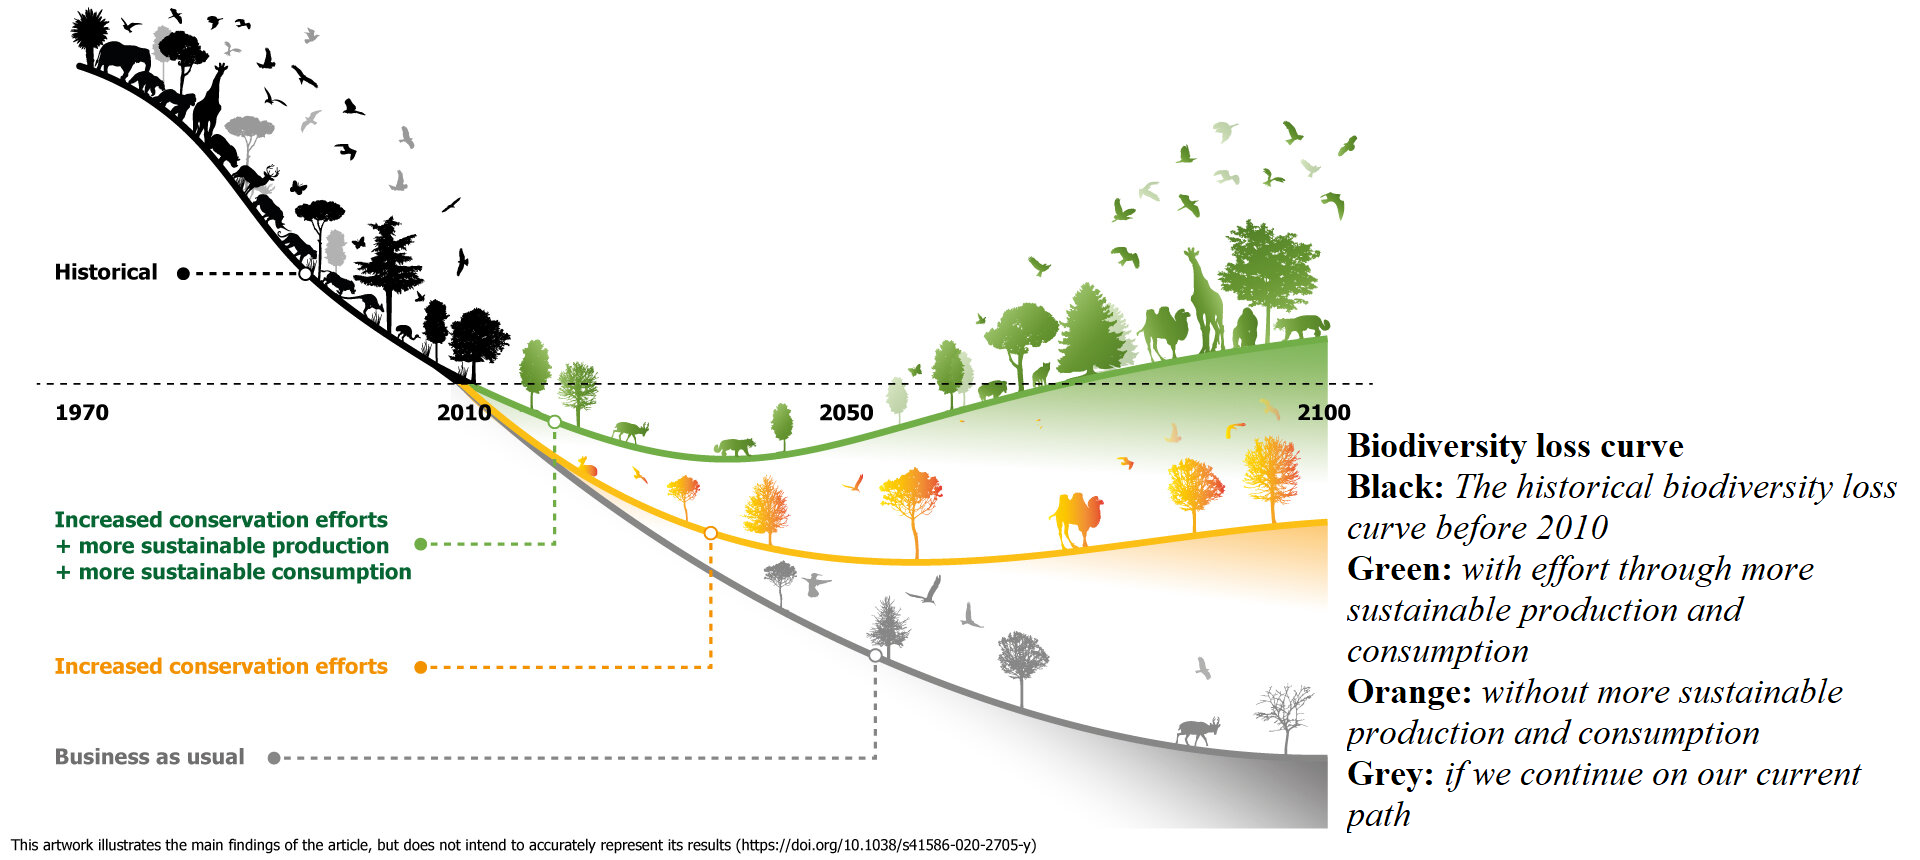 Historical
1970
2010
2050
2100
Increased conservation efforts
+ more sustainable production
+ more sustainable consumption
Increased conservation efforts
Business as usual
Biodiversity loss curve
Black: The historical biodiversity loss
curve before 2010
Green: with effort through more
sustainable production and
consumption
Orange: without more sustainable
production and consumption
Grey: if we continue on our current
path
This artwork illustrates the main findings of the article, but does not intend to accurately represent its results (https://doi.org/10.1038/s41586-020-2705-y)